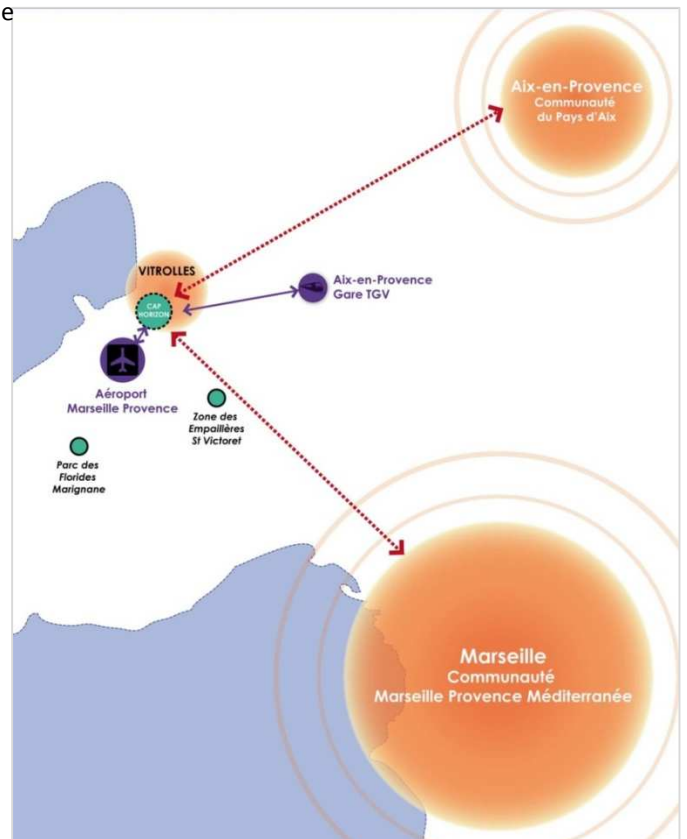 e
Aix-en-Provence
Communauté
du Pays d'Aix
VITROLLES
CAP
HORIZON
Aix-en-Provence
Gare TGV
Aéroport
Marseille Provence
Zone des
Empaillères
St Victoret
Parc des
Florides
Marignane
Marseille
Communauté
Marseille Provence Méditerranée